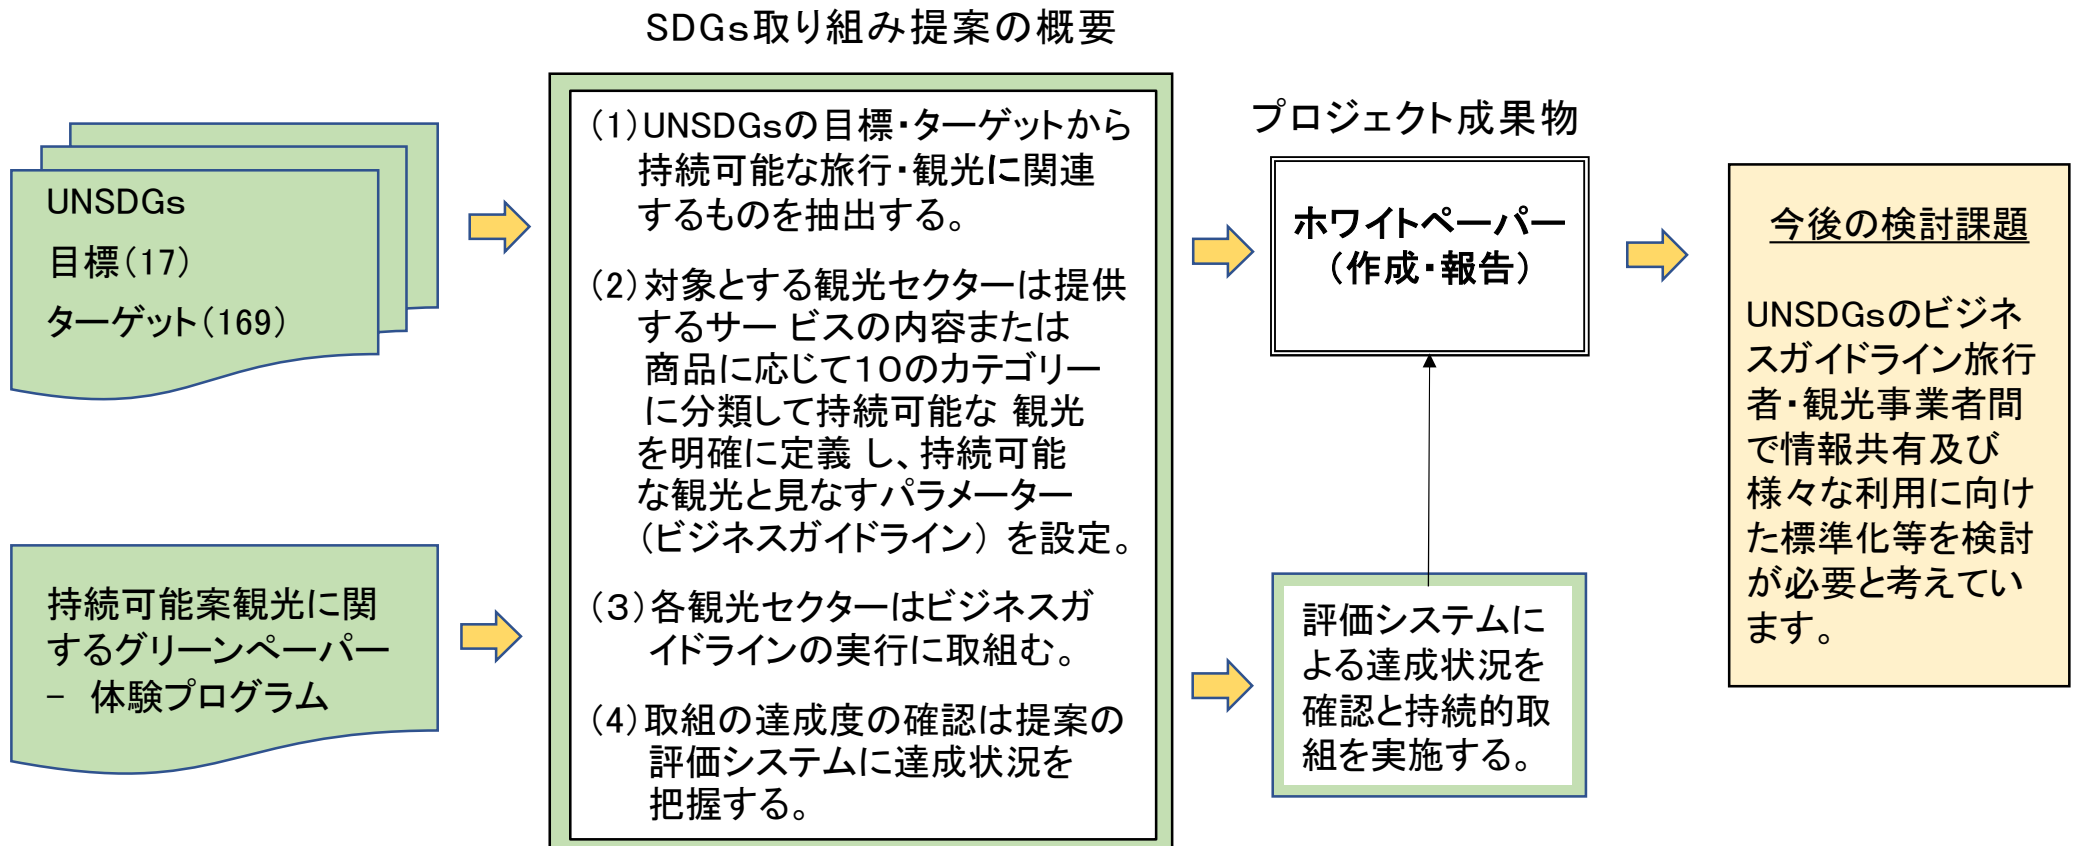 SDGs取り組み提案の概要
UNSDGs
目標(17)
ターゲット(169)
持続可能案観光に関
するグリーンペーパー
- 体験プログラム
(1)UNSDGsの目標・ターゲットから
持続可能な旅行・観光に関連
するものを抽出する。
(2)対象とする観光セクターは提供
するサー ビスの内容または
商品に応じて10のカテゴリー
に分類して持続可能な 観光
を明確に定義 し、持続可能
な観光と見なすパラメーター
(ビジネスガイドライン) を設定。
(3)各観光セクターはビジネスガ
イドラインの実行に取組む。
(4)取組の達成度の確認は提案の
評価システムに達成状況を
把握する。
プロジェクト成果物
ホワイトペーパー
(作成・報告)
評価システムに
よる達成状況を
確認と持続的取
組を実施する。
今後の検討課題
UNSDGsのビジネ
スガイドライン旅行
者・観光事業者間
で情報共有及び
様々な利用に向け
た標準化等を検討
が必要と考えてい
ます。